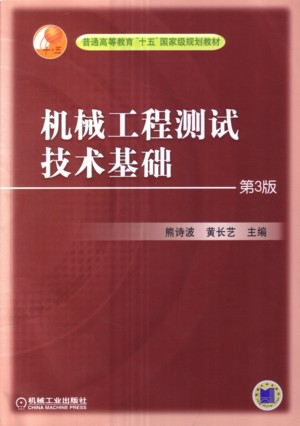 十·五
普通高等教育“十五”国家级规划教材
机械工程测试
技术基础
第3版
熊诗波 黄长艺 主编
机械工业出版社
CHINA MACHINE PRESS